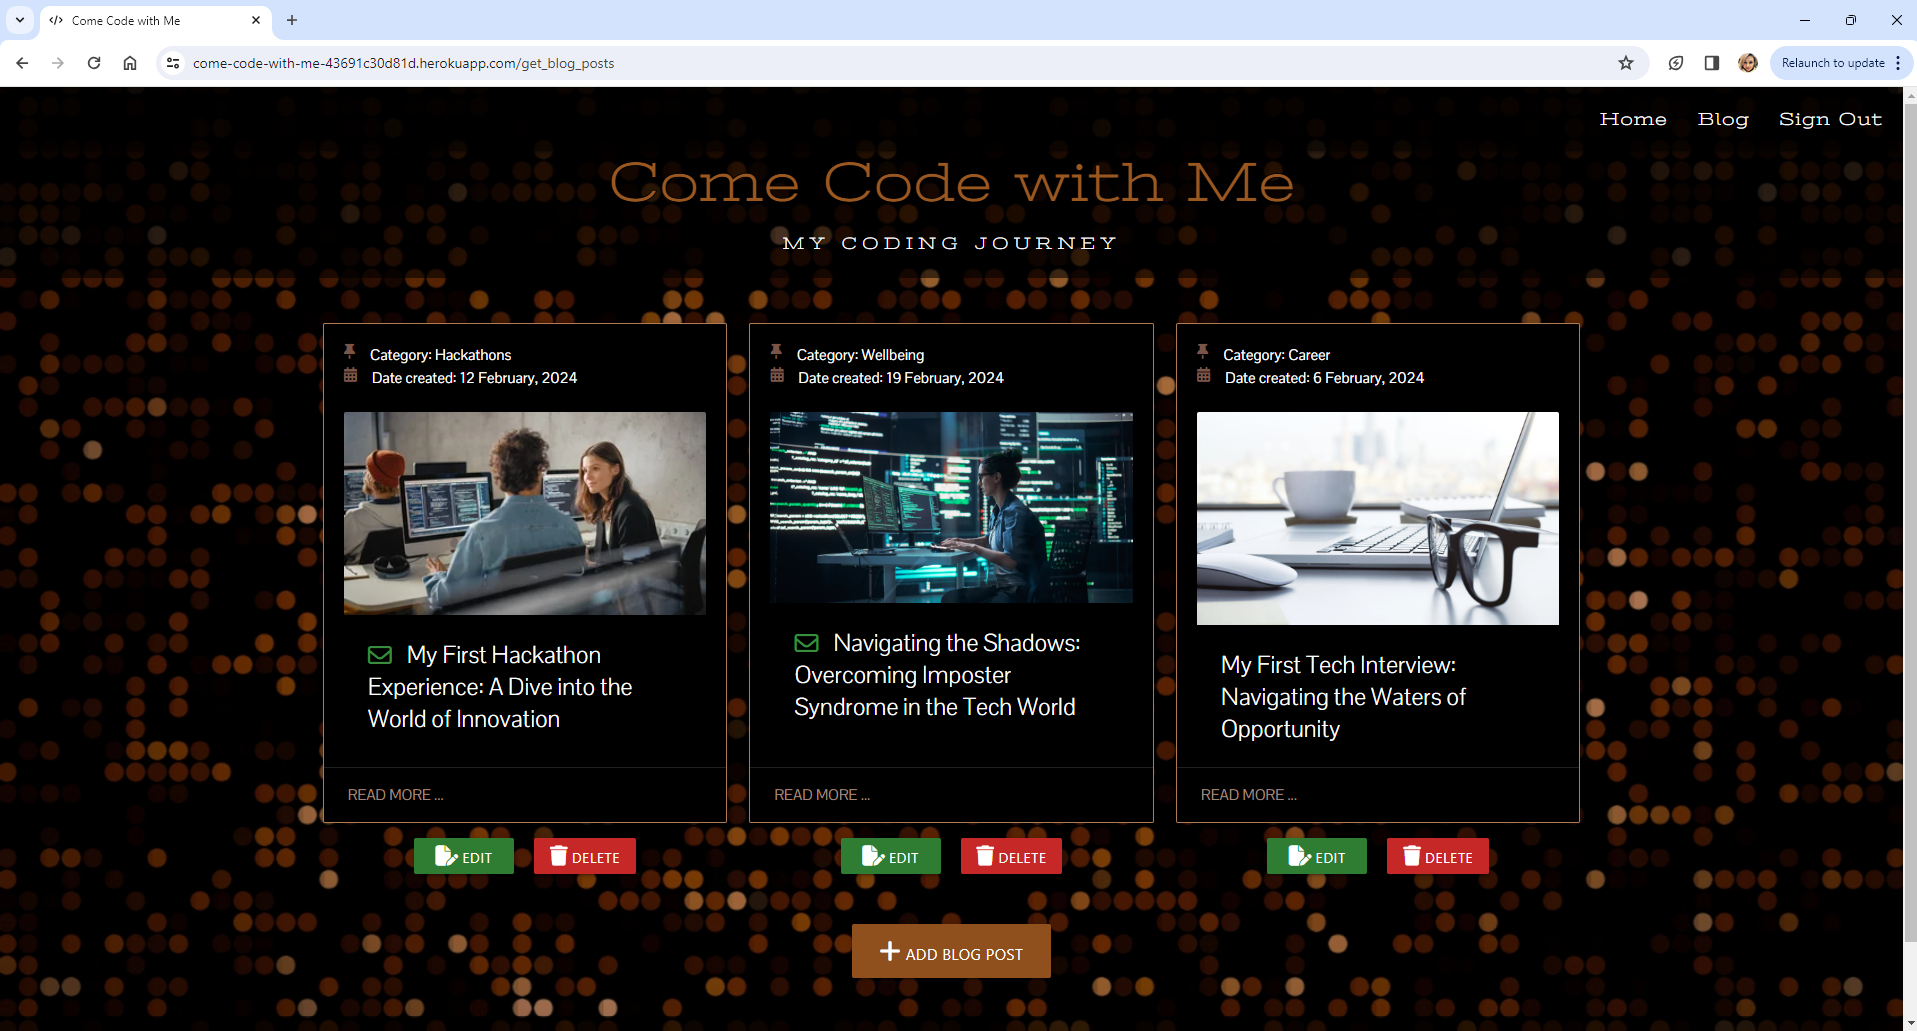 Come Code with Me
come-code-with-me-43691c30d81d.herokuapp.com/get_blog_posts
Relaunch to update
Home Blog Sign Out
Come Code with Me
MY CODING JOURNEY
Category: Hackathons
Date created: 12 February, 2024
My First Hackathon
Experience: A Dive into the
World of Innovation
READ MORE ...
EDIT DELETE
Category: Wellbeing
Date created: 19 February, 2024
Navigating the Shadows:
Overcoming Imposter
Syndrome in the Tech World
READ MORE ...
EDIT DELETE
Category: Career
Date created: 6 February, 2024
My First Tech Interview:
Navigating the Waters of
Opportunity
READ MORE ...
EDIT DELETE
ADD BLOG POST